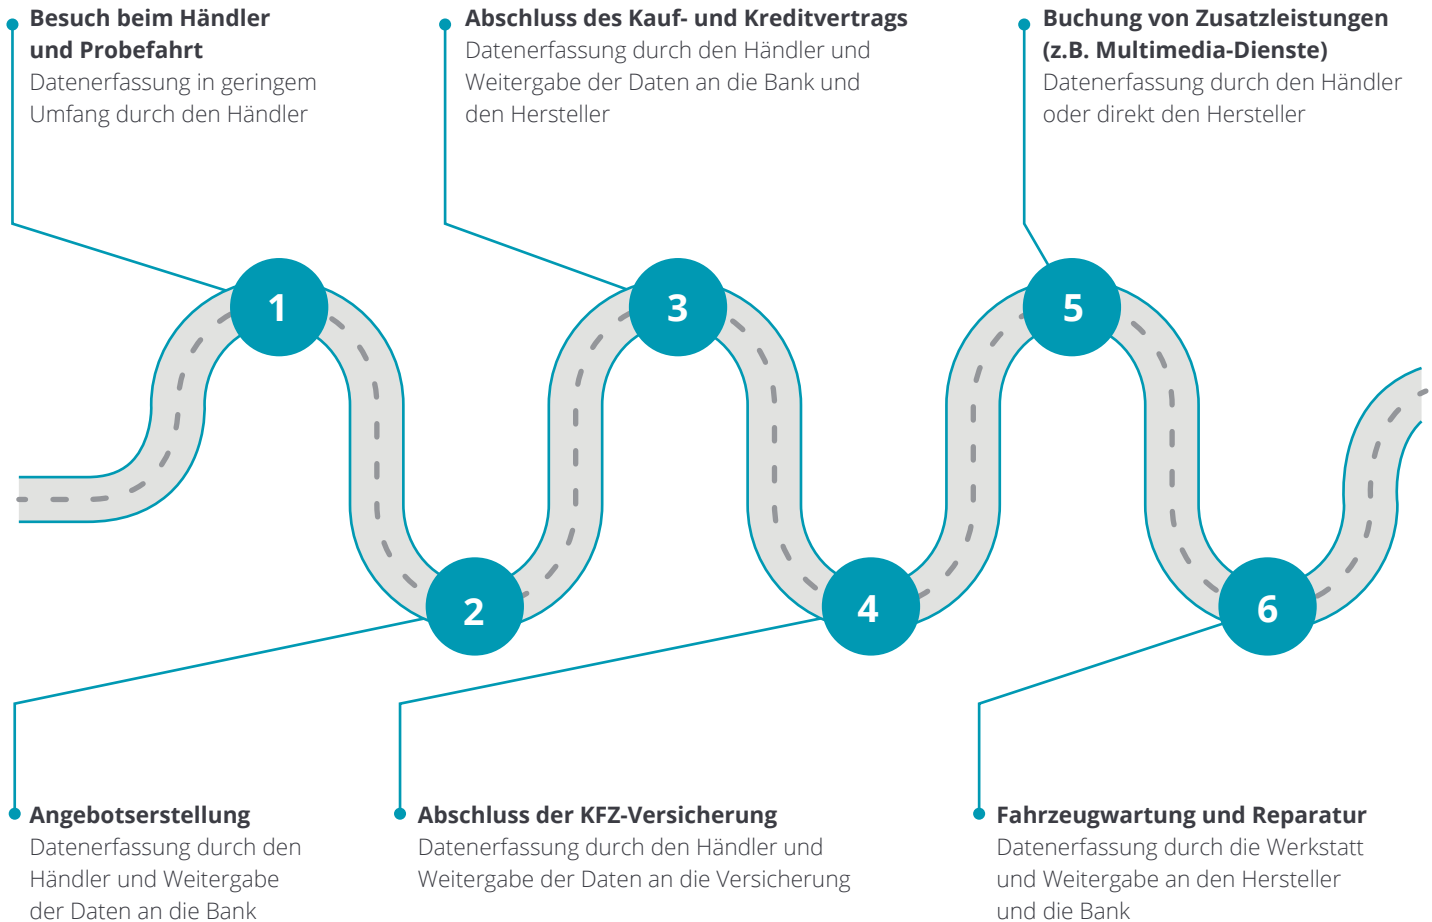 Besuch beim Händler
und Probefahrt
Datenerfassung in geringem
Umfang durch den Händler
Abschluss des Kauf- und Kreditvertrags
Datenerfassung durch den Händler und
Weitergabe der Daten an die Bank und
den Hersteller
Buchung von Zusatzleistungen
(z.B. Multimedia-Dienste)
Datenerfassung durch den Händler
oder direkt den Hersteller
1
3
5
2
4
6
Angebotserstellung
Datenerfassung durch den
Händler und Weitergabe
der Daten an die Bank
Abschluss der KFZ-Versicherung
Datenerfassung durch den Händler und
Weitergabe der Daten an die Versicherung
Fahrzeugwartung und Reparatur
Datenerfassung durch die Werkstatt
und Weitergabe an den Hersteller
und die Bank